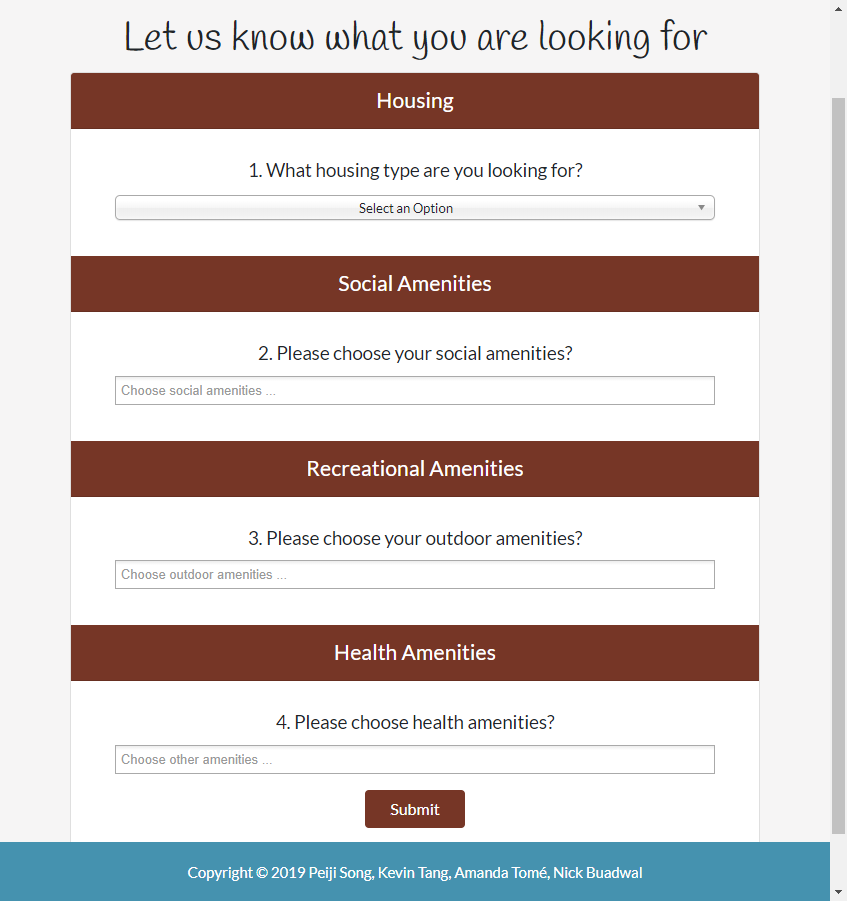 Let us know what you are looking for
Housing
1. What housing type are you looking for?
Select an Option
Social Amenities
2. Please choose your social amenities?
Choose social amenities ...
Recreational Amenities
3. Please choose your outdoor amenities?
Choose outdoor amenities ...
Health Amenities
4. Please choose health amenities?
Choose other amenities ...
Submit
Copyright © 2019 Peiji Song, Kevin Tang, Amanda Tomé, Nick Buadwal